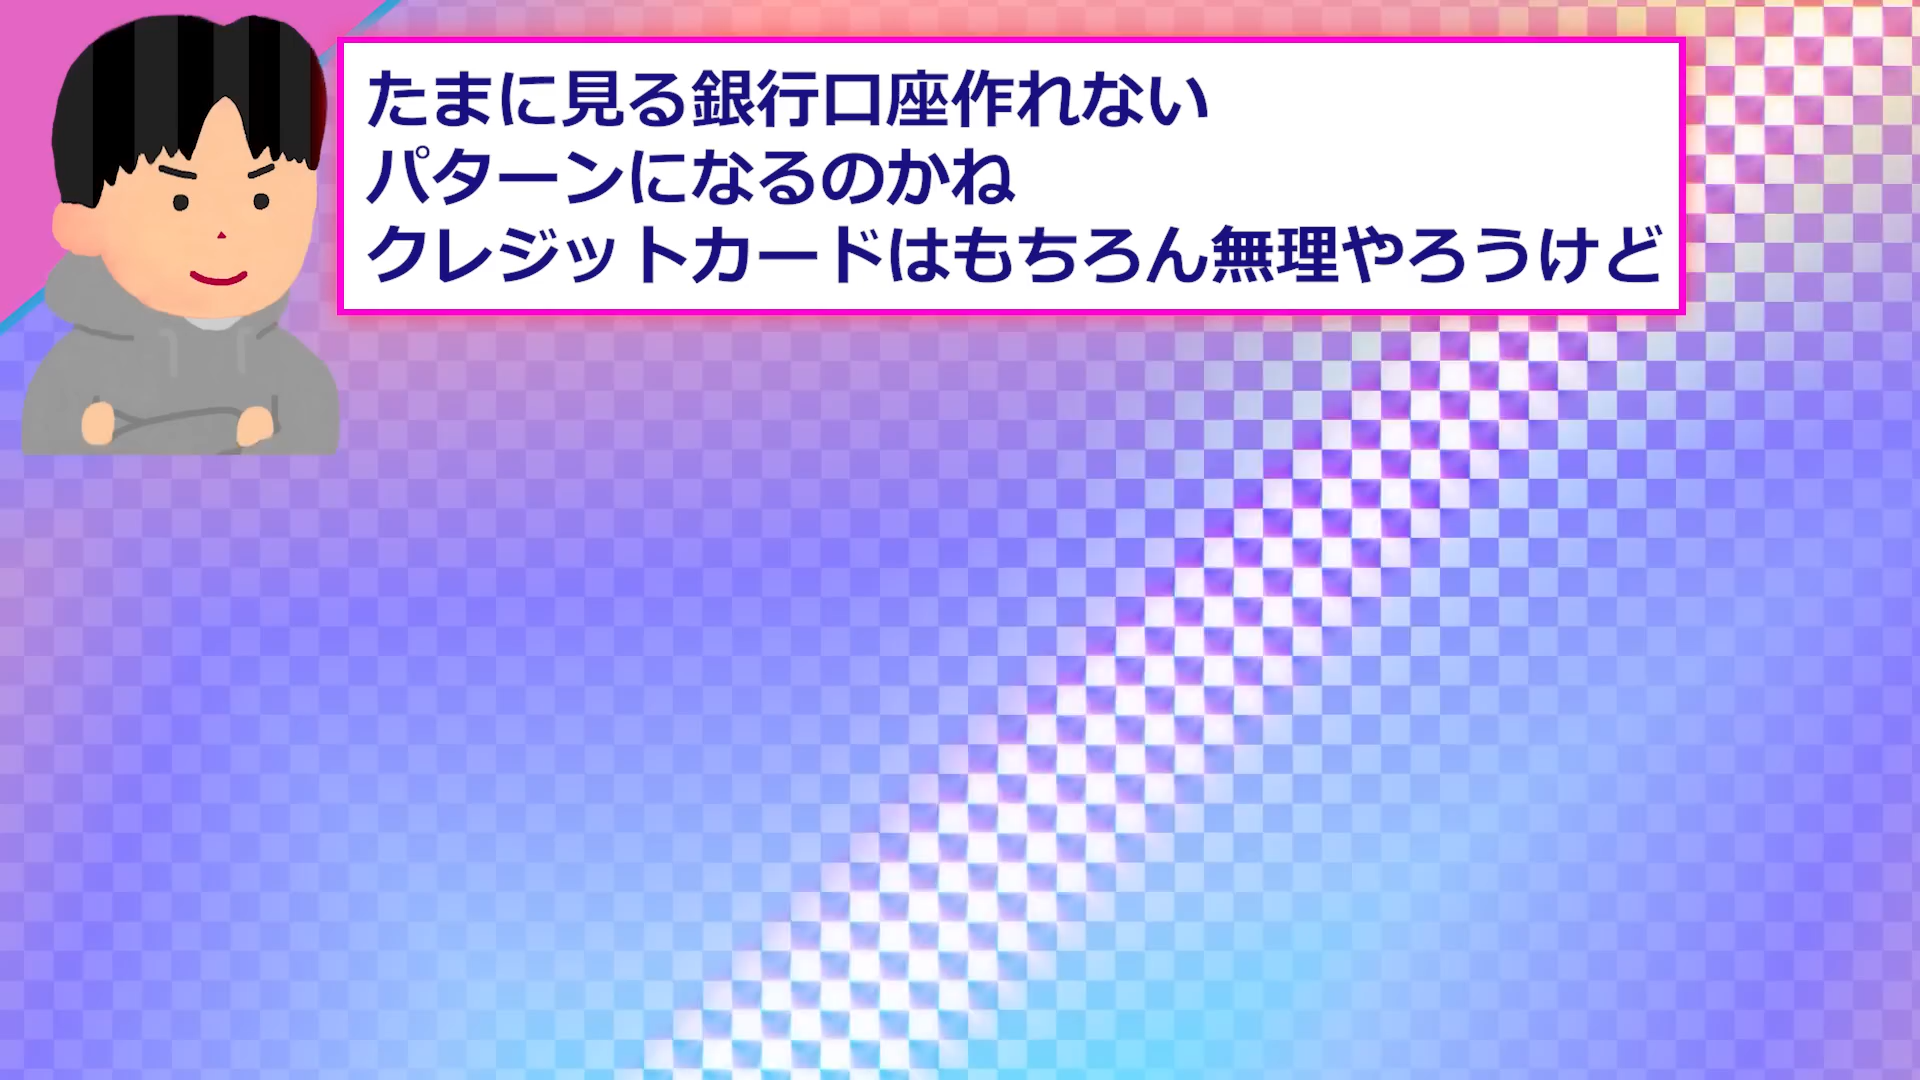 たまに見る銀行口座作れない
パターンになるのかね
クレジットカードはもちろん無理やろうけど